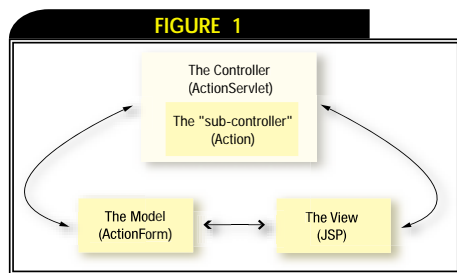 FIGURE 1
The Controller
(ActionServlet)
The "sub-controller"
(Action)
The Model
(ActionForm)
The View
(JSP)